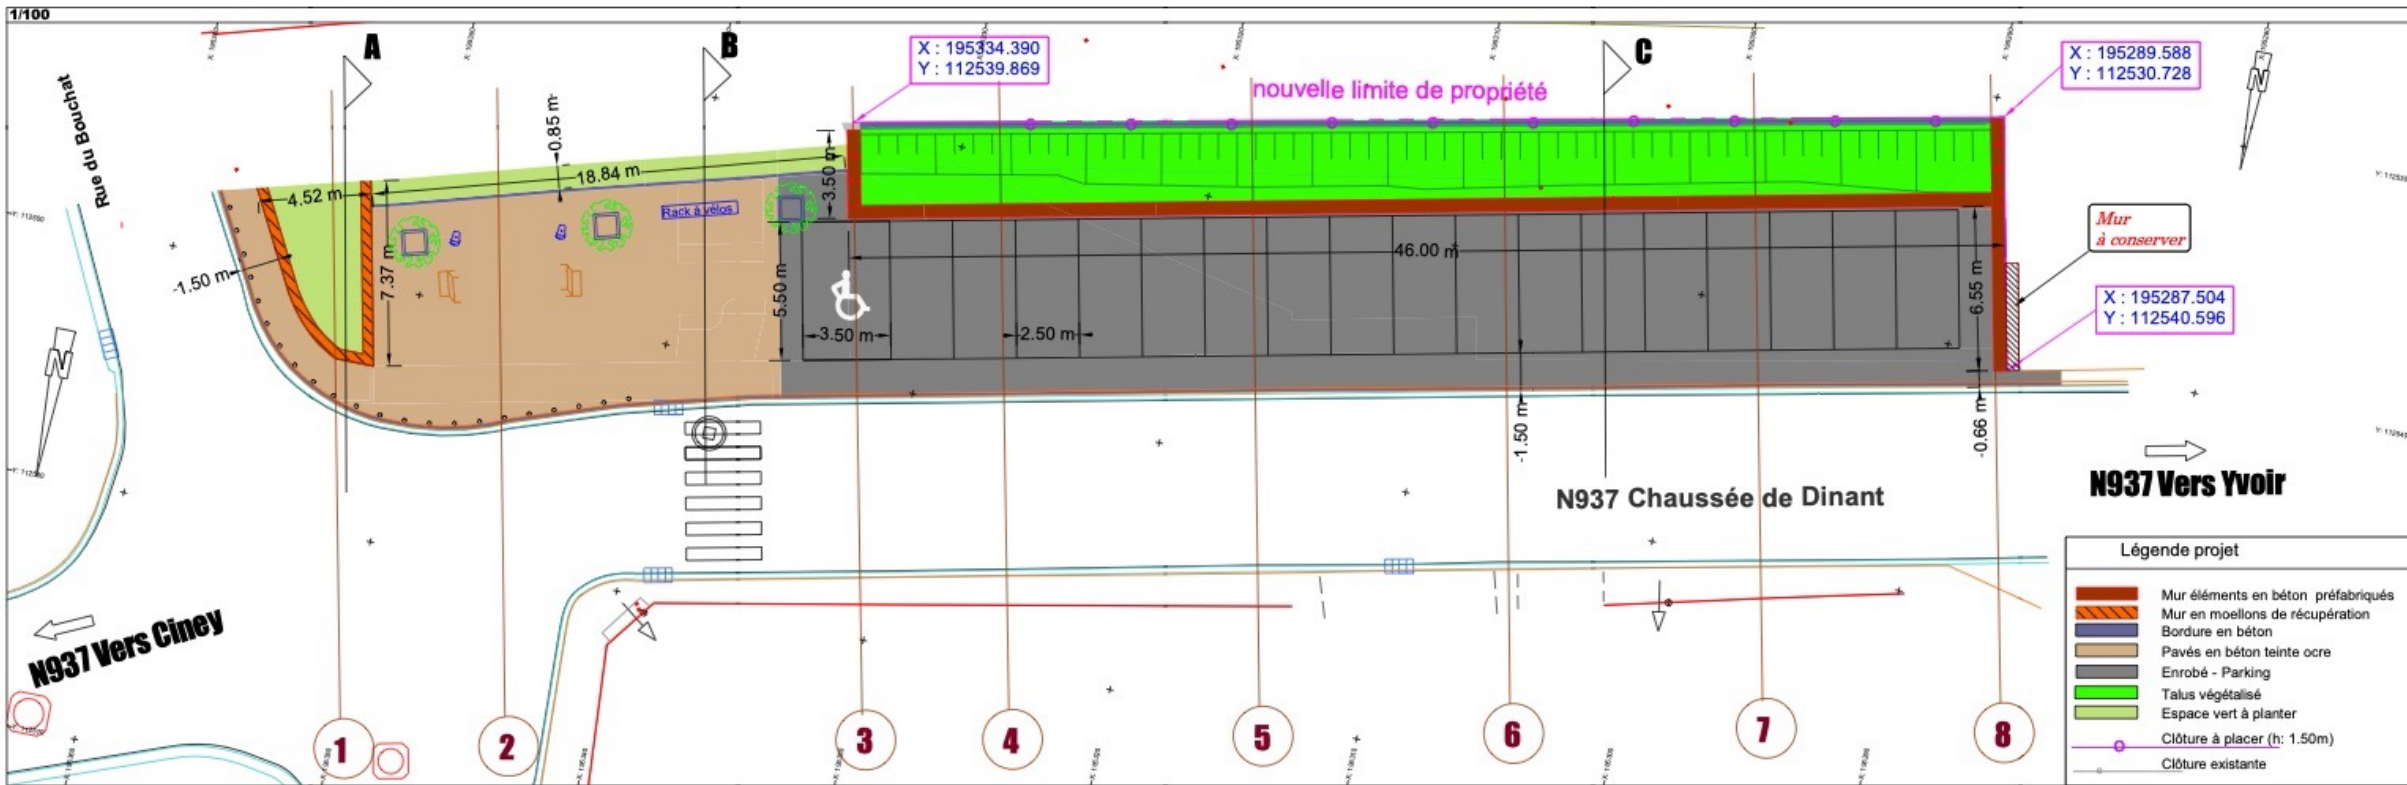 1/100
A
B
C
Rue du Bouchat
X : 195334.390
Y : 112539.869
nouvelle limite de propriété
X : 195289.588
Y : 112530.728
N
0.85 m
18.84 m
4.52 m
3.50 m
Rack à vélos
7.37 m
-1.50 m
5.50 m
3.50 m
2.50 m
46.00 m
6.55 m
Mur
à conserver
X : 195287.504
Y : 112540.596
N
-1.50 m
-0.66 m
N937 Chaussée de Dinant
N937 Vers Yvoir
N937 Vers Ciney
1
2
3
4
5
6
7
8
Légende projet
Mur éléments en béton préfabriqués
Mur en moellons de récupération
Bordure en béton
Pavés en béton teinte ocre
Enrobé - Parking
Talus végétalisé
Espace vert à planter
Clôture à placer (h: 1.50m)
Clôture existante